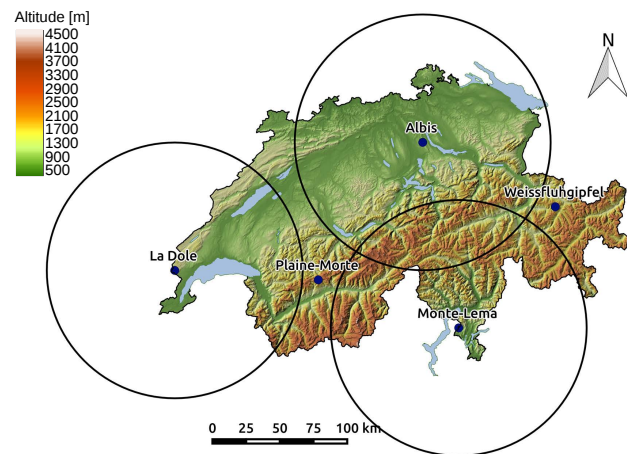 Altitude [m]
4500
4100
3700
3300
2900
2500
2100
1700
1300
900
500
N
Albis
Weissfluhgipfel
La Dole
Plaine-Morte
Monte-Lema
0 25 50 75 100 km